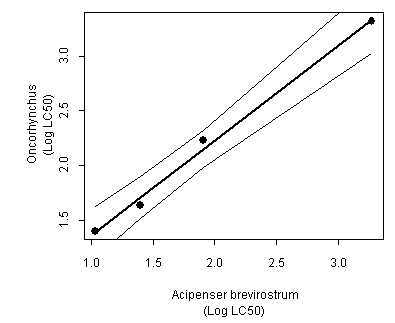 Oncorhynchus
(Log LC50)
3.0
2.5
2.0
1.5
1.0 1.5 2.0 2.5 3.0
Acipenser brevirostrum
(Log LC50)